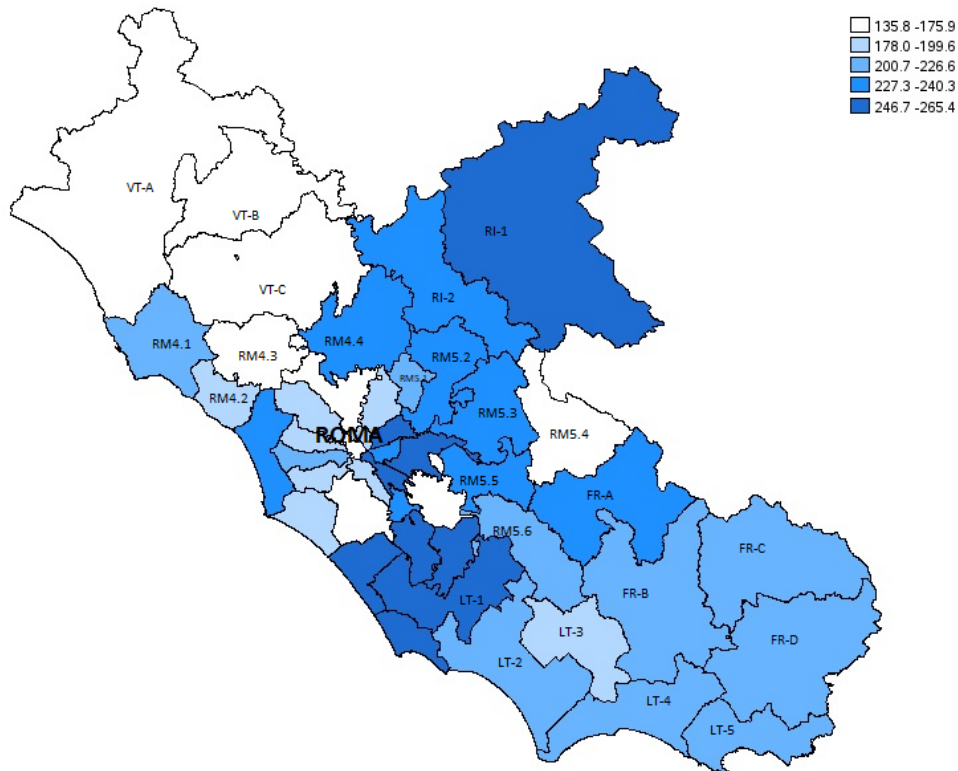 135.8 -175.9
178.0 -199.6
200.7 -226.6
227.3 -240.3
246.7 -265.4
VT-A
VT-B
RI-1
VT-C
RI-2
RM4.1
RM4.4
RM4.3
RM5.2
RM5.1
RM4.2
RM5.3
ROMA
RM5.4
RM5.5
FR-A
RM5.6
FR-C
LT-1
FR-B
LT-3
FR-D
LT-2
LT-4
LT-5